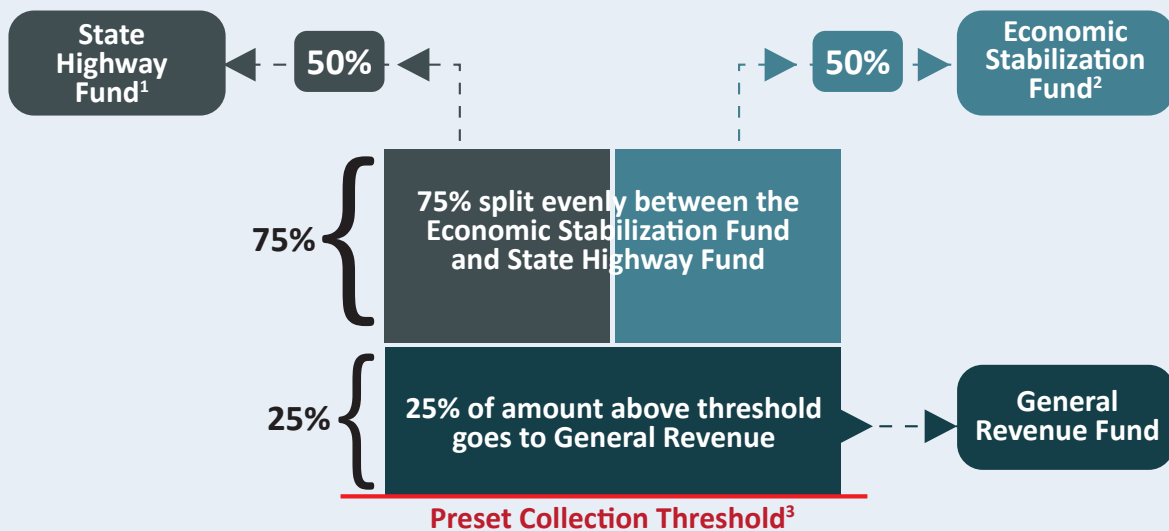 State
Highway
Fund¹
50%
50%
Economic
Stabilization
Fund²
75%
75% split evenly between the
Economic Stabilization Fund
and State Highway Fund
25%
25% of amount above threshold
goes to General Revenue
General
Revenue Fund
Preset Collection Threshold³